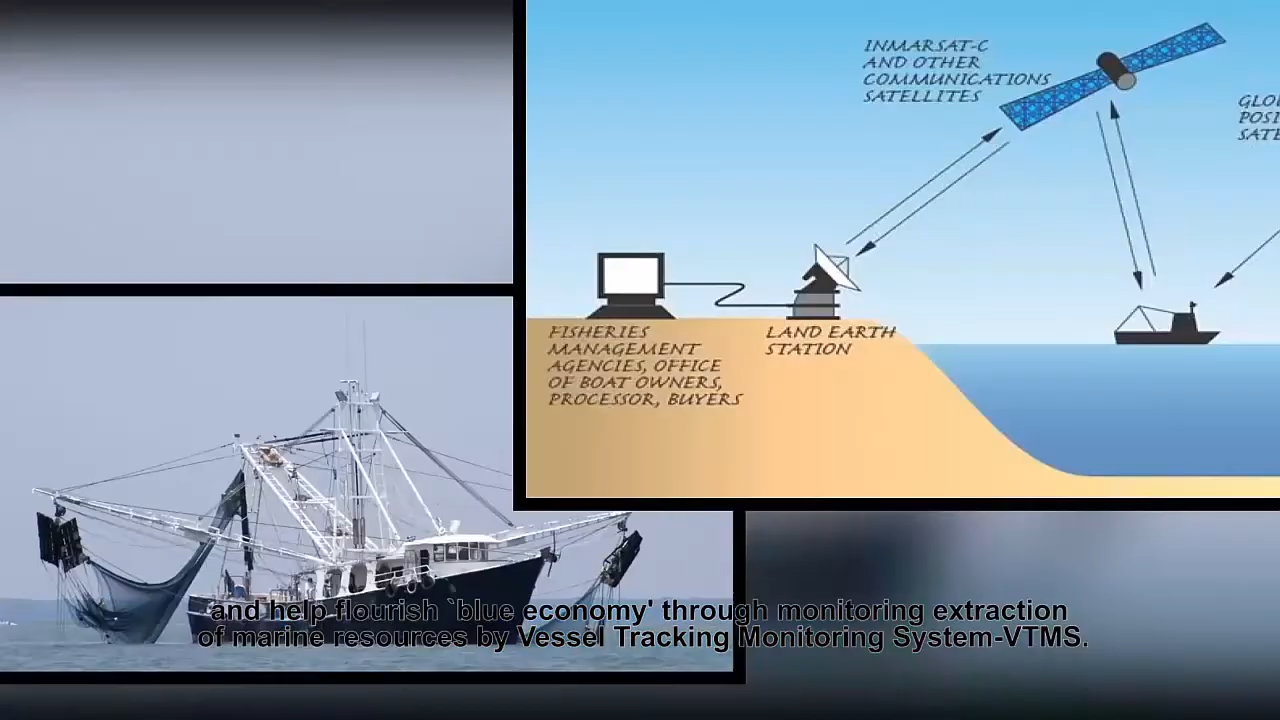 INMARSAT-C
AND OTHER
COMMUNICATIONS
SATELLITES
FISHERIES
MANAGEMENT
AGENCIES, OFFICE
OF BOAT OWNERS,
PROCESSOR, BUYERS
LAND EARTH
STATION
and help flourish `blue economy' through monitoring extraction
of marine resources by Vessel Tracking Monitoring System-VTMS.